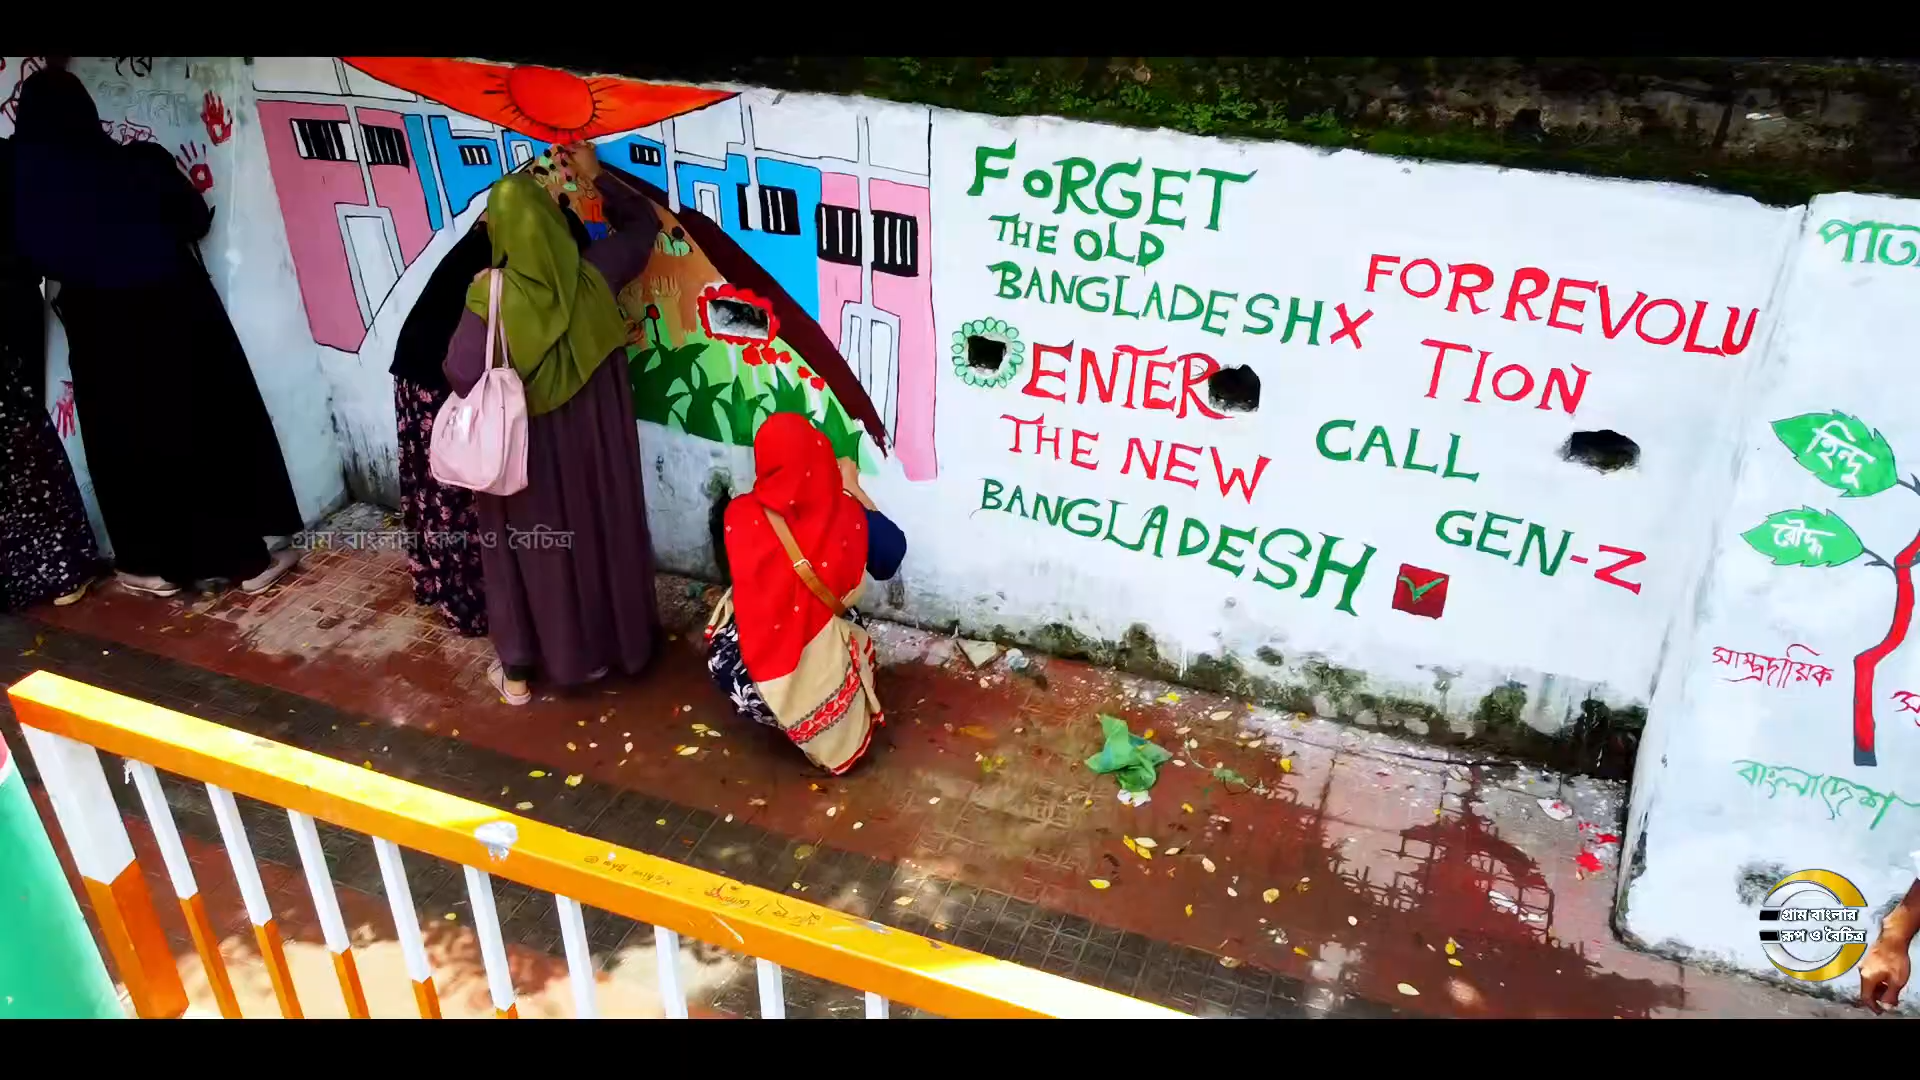 FORGET
THE OLD
BANGLADESH X
ENTER
THE NEW
BANGLADESH
FOR REVOLU
TION
CALL
GEN-Z
হিন্দু
বৌদ্ধ
সাম্প্রদায়িক
বাংলাদেশ
গ্রাম বাংলার রূপ ও বৈচিত্র
গ্রাম বাংলার
রূপ ও বৈচিত্র